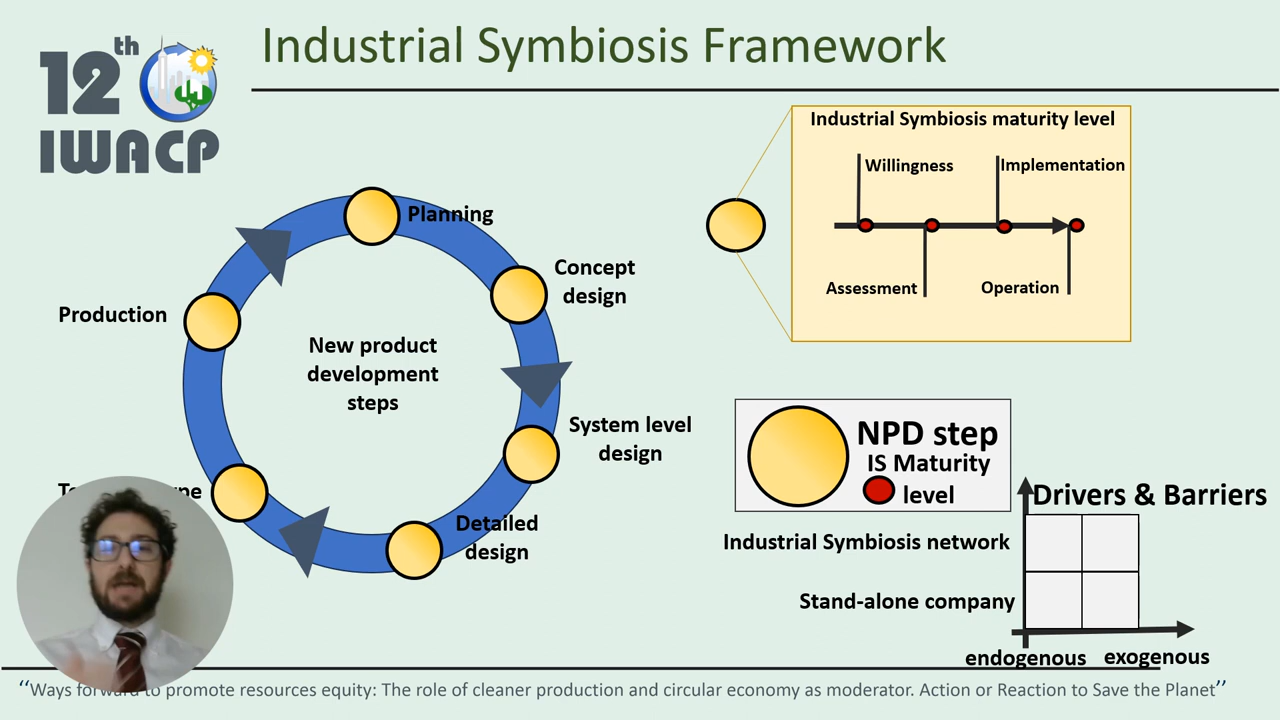 12th
IWACP
Industrial Symbiosis Framework
Industrial Symbiosis maturity level
Willingness
Implementation
Assessment
Operation
Planning
Concept
design
Production
New product
development
steps
System level
design
Detailed
design
NPD step
IS Maturity
level
Drivers & Barriers
Industrial Symbiosis network
Stand-alone company
endogenous
exogenous
“Ways forward to promote resources equity: The role of cleaner production and circular economy as moderator. Action or Reaction to Save the Planet”